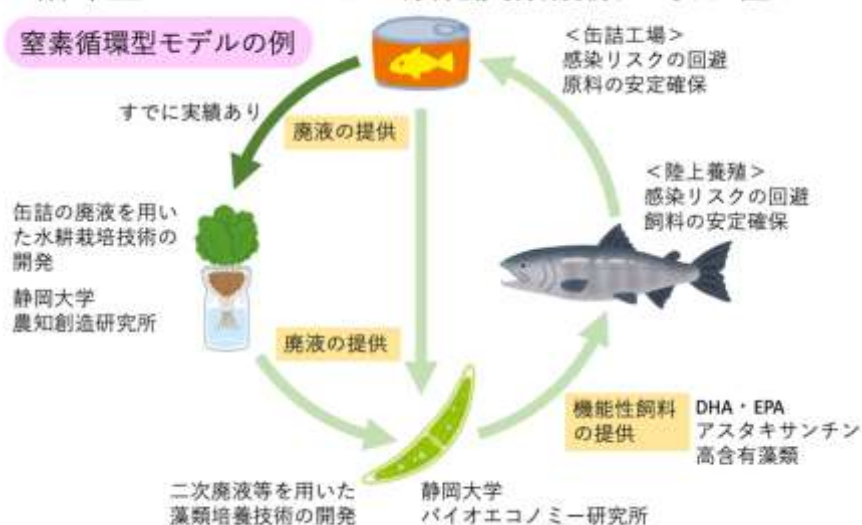 窒素循環型モデルの例
<缶詰工場>
感染リスクの回避
原料の安定確保
すでに実績あり
廃液の提供
<陸上養殖>
感染リスクの回避
飼料の安定確保
缶詰の廃液を用い
た水耕栽培技術の
開発
静岡大学
農知創造研究所
廃液の提供
機能性飼料
の提供
DHA・EPA
アスタキサンチン
高含有藻類
二次廃液等を用いた
藻類培養技術の開発
静岡大学
バイオエコノミー研究所